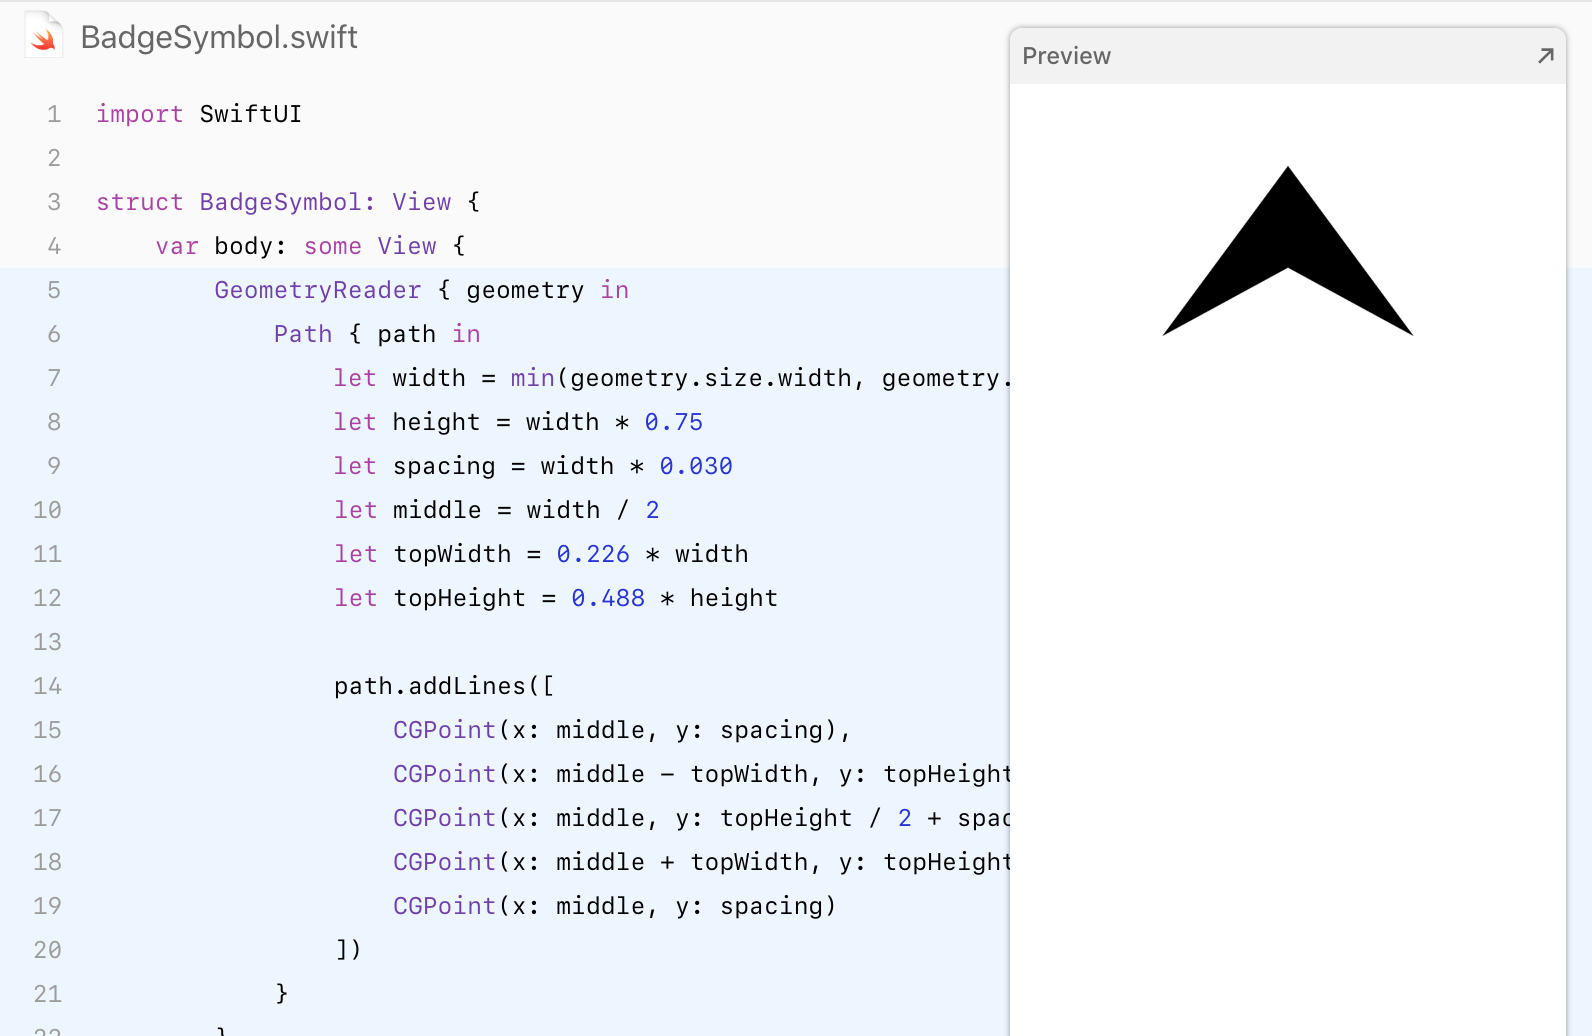 BadgeSymbol.swift
Preview
1 import SwiftUI
2
3 struct BadgeSymbol: View {
4 var body: some View {
5 GeometryReader { geometry in
6 Path { path in
7 let width = min(geometry.size.width, geometry.
8 let height = width * 0.75
9 let spacing = width * 0.030
10 let middle = width / 2
11 let topWidth = 0.226 * width
12 let topHeight = 0.488 * height
13
14 path.addLines([
15 CGPoint(x: middle, y: spacing),
16 CGPoint(x: middle - topWidth, y: topHeight
17 CGPoint(x: middle, y: topHeight / 2 + spac
18 CGPoint(x: middle + topWidth, y: topHeight
19 CGPoint(x: middle, y: spacing)
20 ])
21 }
22 }